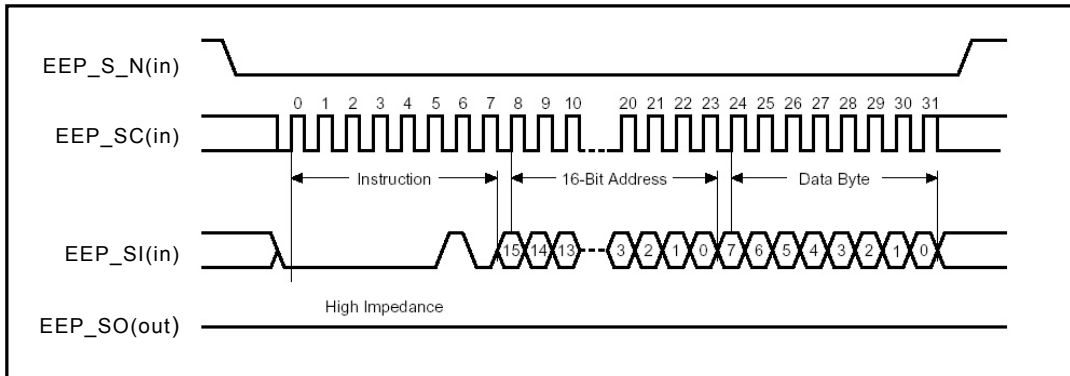 EEP_S_N(in)
0 1 2 3 4 5 6 7 8 9 10 20 21 22 23 24 25 26 27 28 29 30 31
EEP_SC(in)
Instruction 16-Bit Address Data Byte
EEP_SI(in)
15 14 13 3 2 1 0 7 6 5 4 3 2 1 0
High Impedance
EEP_SO(out)